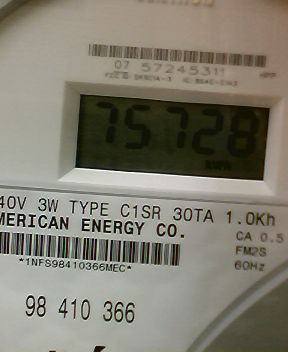 07 57245311
75728
40V 3W TYPE C1SR 30TA 1.0Kh
MERICAN ENERGY CO.
CA 0.5
FM2S
*1NFS98410366MEC*
60Hz
98 410 366